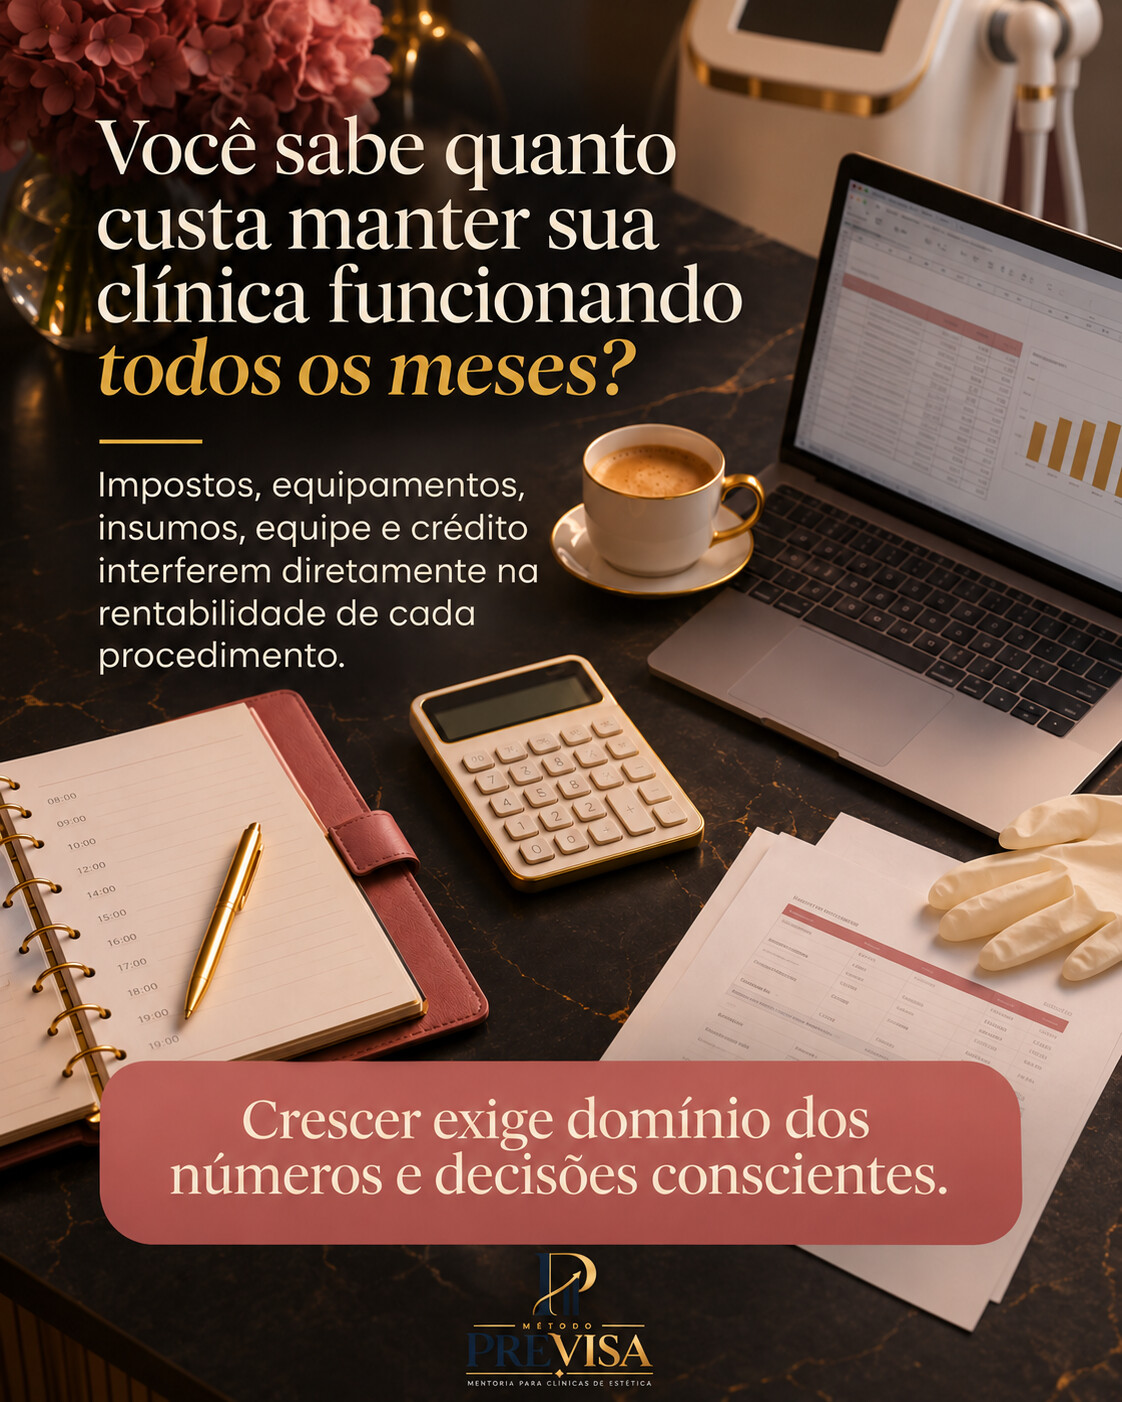 Você sabe quanto
custa manter sua
clínica funcionando
todos os meses?
Impostos, equipamentos,
insumos, equipe e crédito
interferem diretamente na
rentabilidade de cada
procedimento.
08:00
09:00
10:00
12:00
14:00
15:00
16:00
17:00
18:00
19:00
19:00
Crescer exige domínio dos
números e decisões conscientes.
MÉTODO
PREVISA
MENTORIA PARA CLÍNICAS DE ESTÉTICA